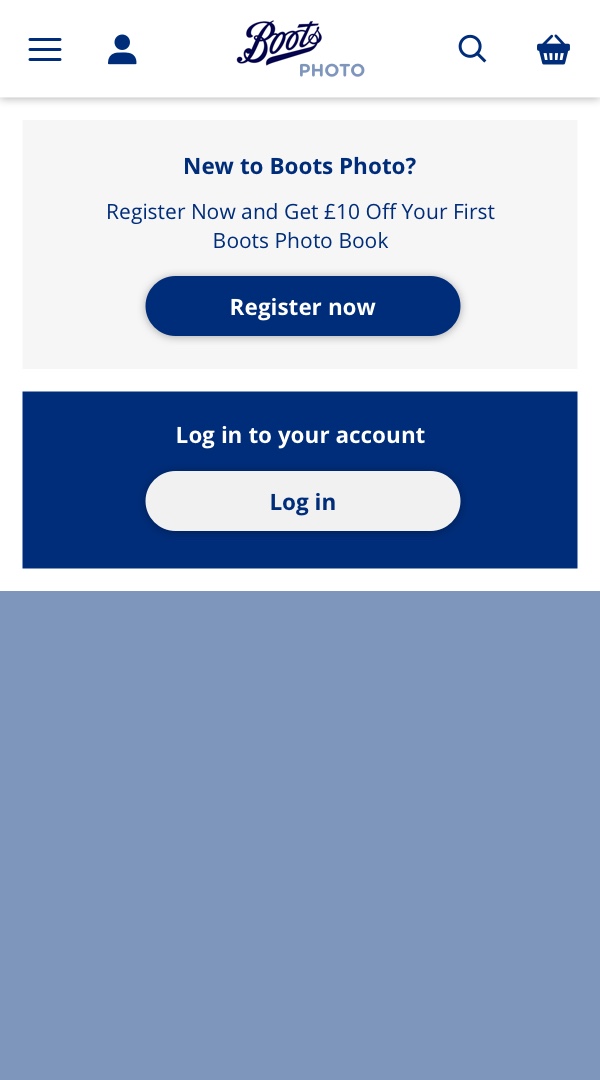 Boots
PHOTO
New to Boots Photo?
Register Now and Get £10 Off Your First
Boots Photo Book
Register now
Log in to your account
Log in